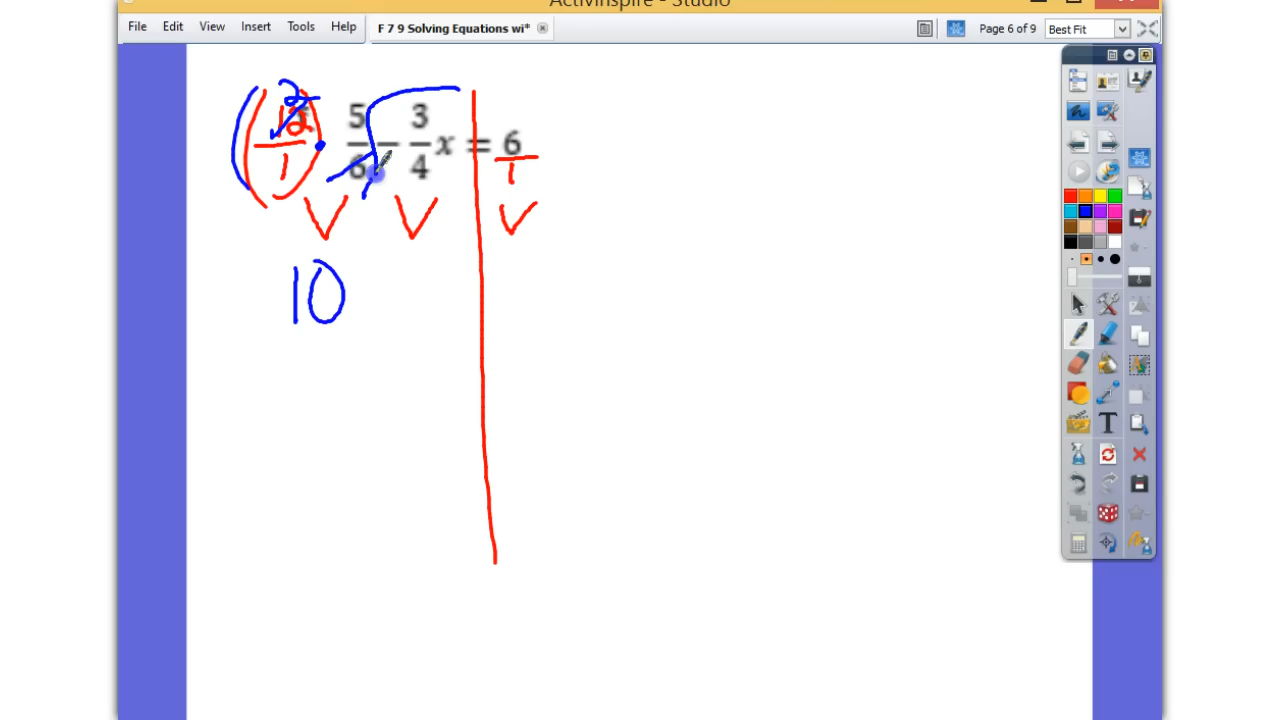 ActivInspire - Studio
File Edit View Insert Tools Help F 7 9 Solving Equations wi* Page 6 of 9 Best Fit
2
12/1 · 5/6 − 3/4 x = 6/1
10
T